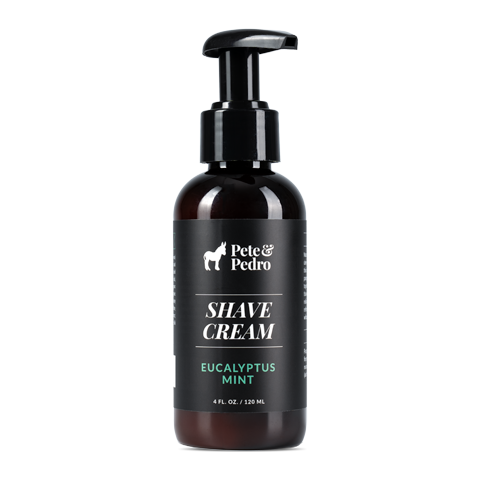 Pete &
Pedro
SHAVE
CREAM
EUCALYPTUS
MINT
4 FL. OZ. / 120 ML